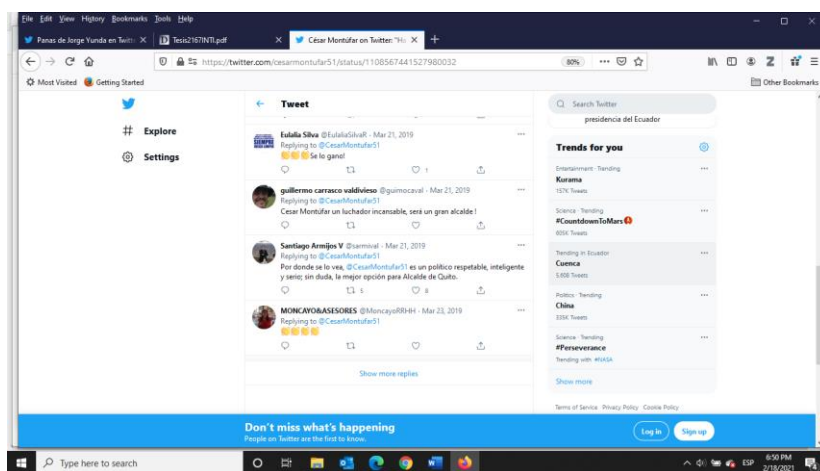 File Edit View History Bookmarks Tools Help
Panas de Jorge Yunda en Twitt
Tesis2167INTI.pdf
César Montúfar on Twitter: "Ho
https://twitter.com/cesarmontufar51/status/1108567441527980032
80%
Most Visited Getting Started
Other Bookmarks
Explore
Settings
Tweet
Eulalia Silva @EulaliaSilvaR · Mar 21, 2019
Replying to @CesarMontufar51
👏👏👏 Se lo gano!
1
guillermo carrasco valdivieso @guimocaval · Mar 21, 2019
Replying to @CesarMontufar51
Cesar Montúfar un luchador incansable, será un gran alcalde !
Santiago Armijos V @sarmival · Mar 21, 2019
Replying to @CesarMontufar51
Por donde se lo vea, @CesarMontufar51 es un político respetable, inteligente
y serio; sin duda, la mejor opción para Alcalde de Quito.
5 8
MONCAYO&ASESORES @MoncayoRRHH · Mar 23, 2019
Replying to @CesarMontufar51
👏👏👏👏
Show more replies
Search Twitter
presidencia del Ecuador
Trends for you
Entertainment · Trending
Kurama
157K Tweets
Science · Trending
#CountdownToMars
605K Tweets
Trending in Ecuador
Cuenca
Politics · Trending
China
335K Tweets
Science · Trending
#Perseverance
Trending with #NASA
Show more
Terms of Service Privacy Policy Cookie Policy
Don't miss what's happening
People on Twitter are the first to know.
Log in
Sign up
Type here to search
ESP
6:50 PM
2/18/2021